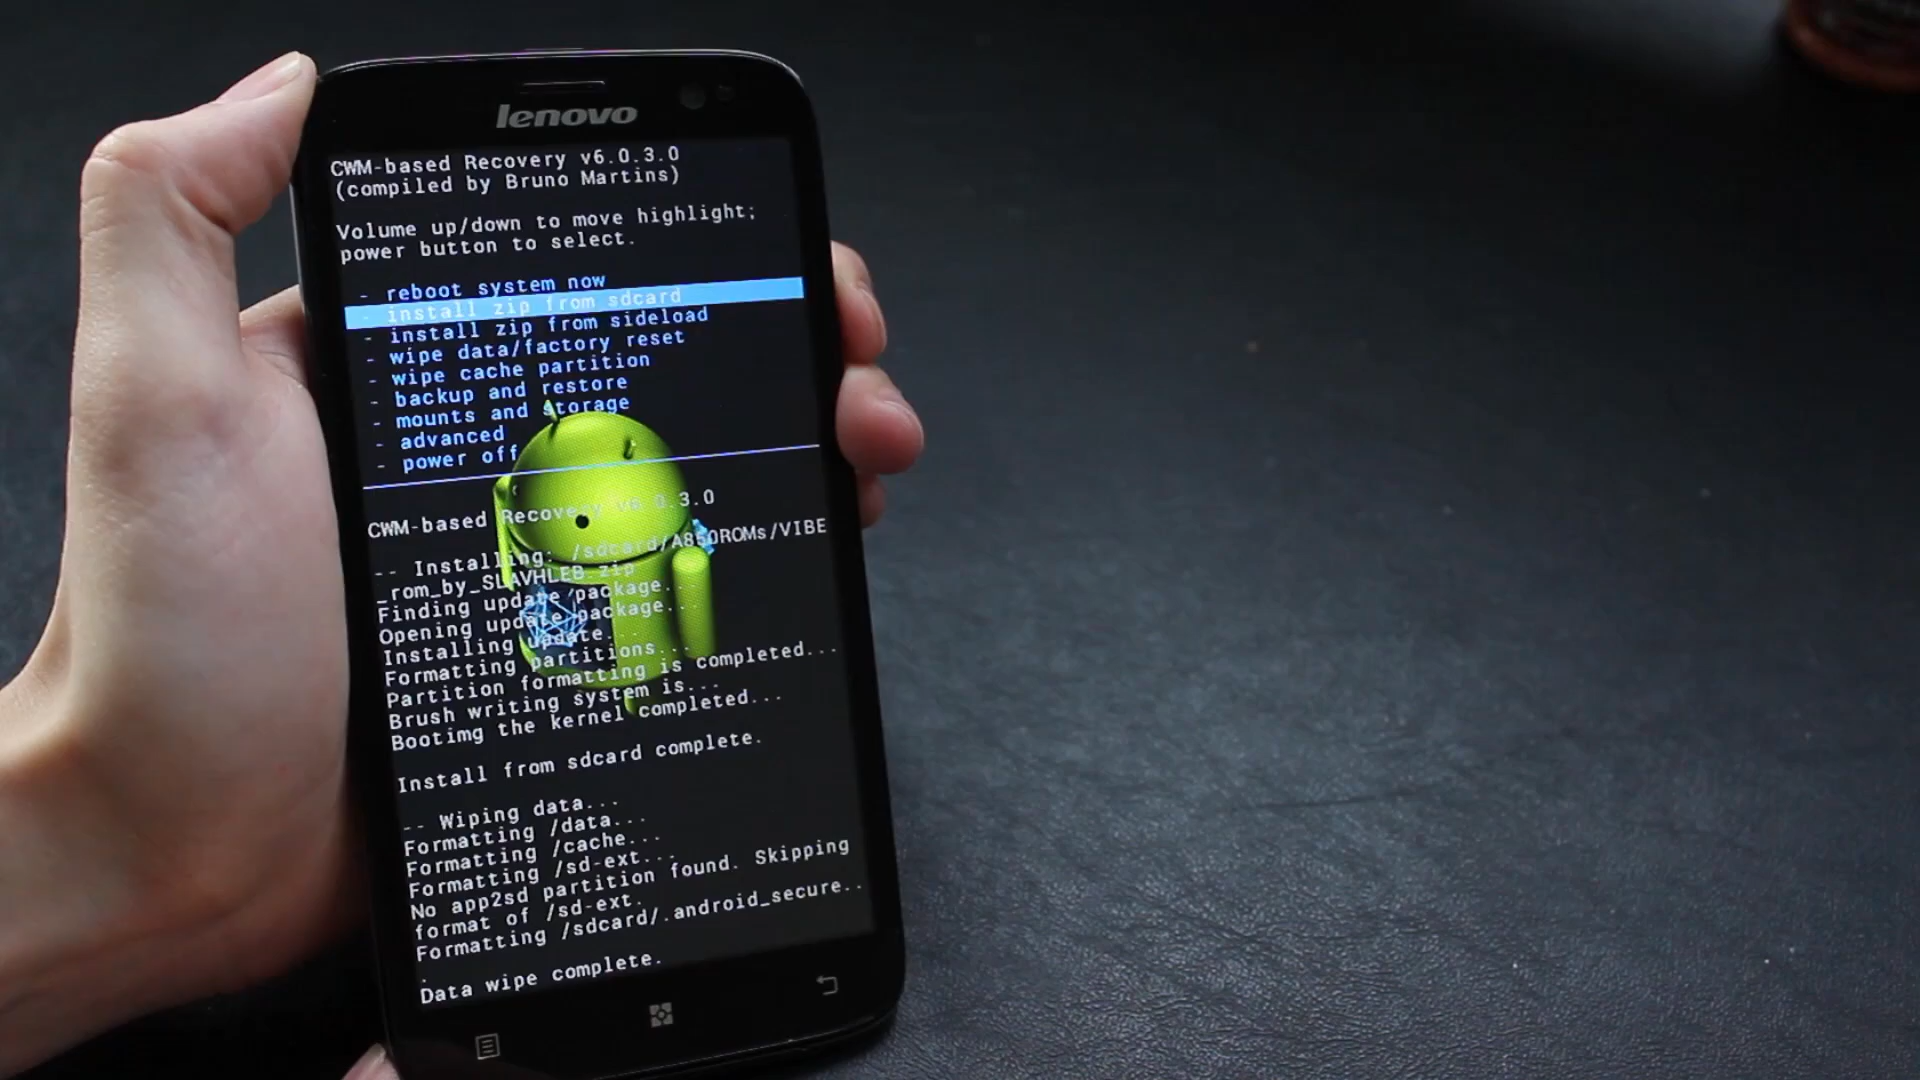 lenovo
CWM-based Recovery v6.0.3.0
(compiled by Bruno Martins)
Volume up/down to move highlight;
power button to select.
- reboot system now
- install zip from sdcard
- install zip from sideload
- wipe data/factory reset
- wipe cache partition
- backup and restore
- mounts and storage
- advanced
- power off
CWM-based Recovery v6.0.3.0
-- Installing: /sdcard/A850ROMs/VIBE
_rom_by_SLAVHLEB.zip
Finding update package...
Opening update package...
Installing update...
Formatting partitions...
Partition formatting is completed...
Brush writing system is...
Bootimg the kernel completed...
Install from sdcard complete.
-- Wiping data...
Formatting /data...
Formatting /cache...
Formatting /sd-ext...
No app2sd partition found. Skipping
format of /sd-ext.
Formatting /sdcard/.android_secure..
.
Data wipe complete.